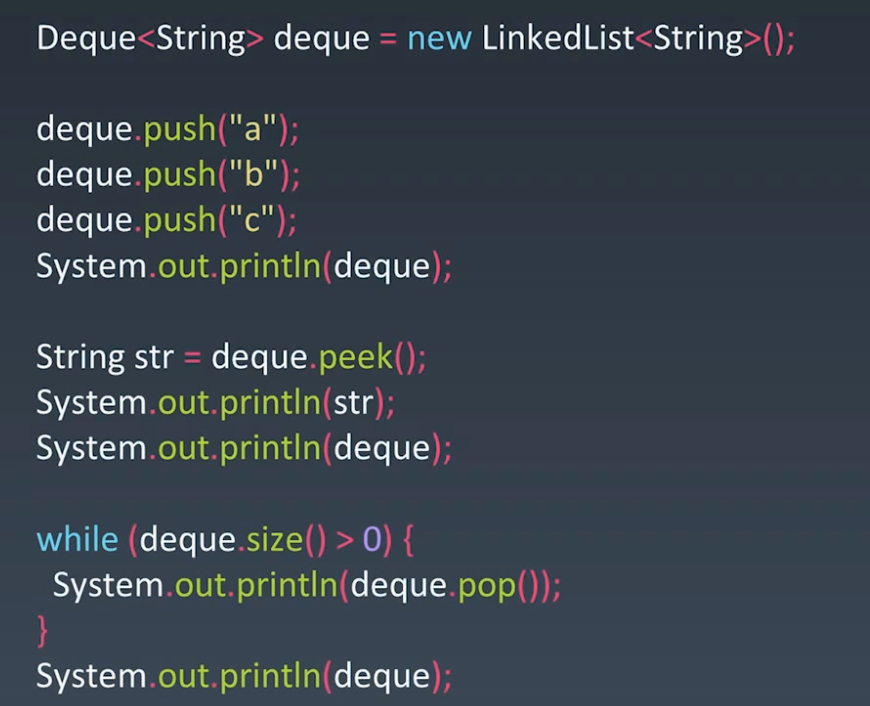 Deque<String> deque = new LinkedList<String>();
deque.push("a");
deque.push("b");
deque.push("c");
System.out.println(deque);
String str = deque.peek();
System.out.println(str);
System.out.println(deque);
while (deque.size() > 0) {
System.out.println(deque.pop());
}
System.out.println(deque);